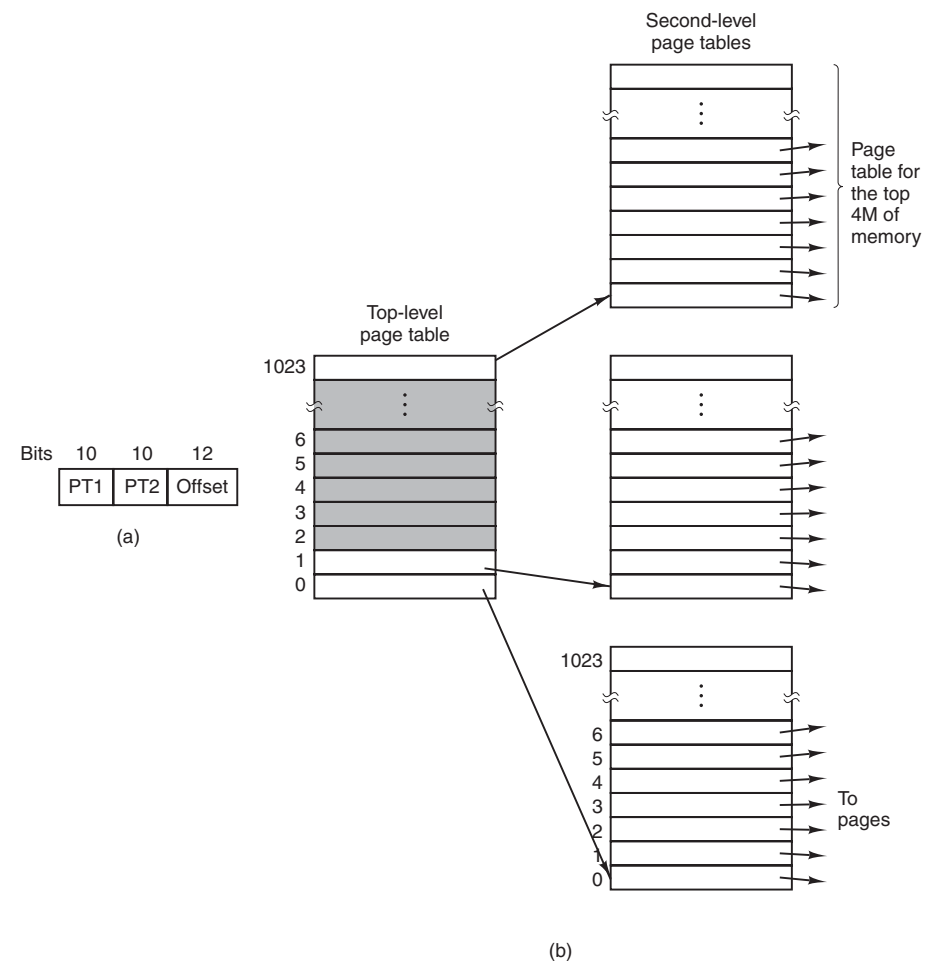 Second-level
page tables
Page
table for
the top
4M of
memory
Top-level
page table
1023
6
5
4
3
2
1
0
Bits 10 10 12
PT1 PT2 Offset
(a)
1023
6
5
4
3
2
1
0
To
pages
(b)